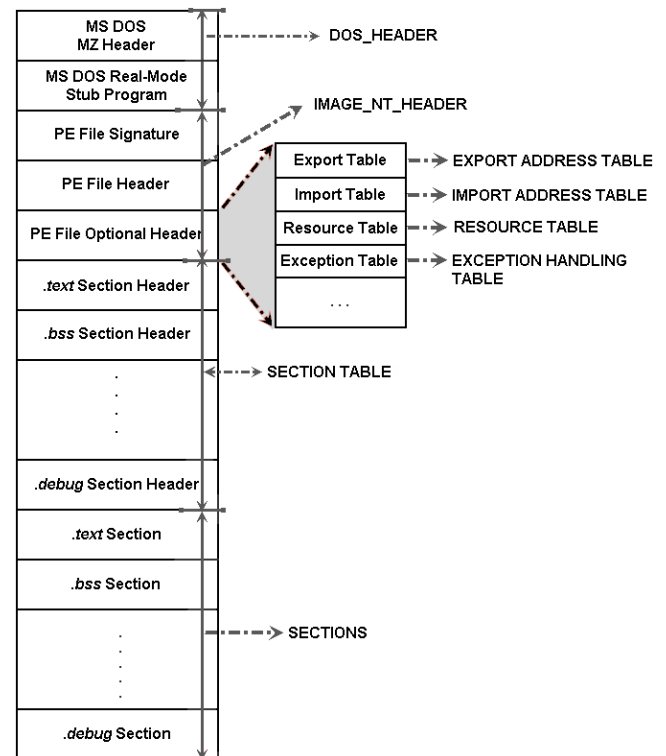 MS DOS
MZ Header
DOS_HEADER
MS DOS Real-Mode
Stub Program
IMAGE_NT_HEADER
PE File Signature
PE File Header
PE File Optional Header
Export Table
EXPORT ADDRESS TABLE
Import Table
IMPORT ADDRESS TABLE
Resource Table
RESOURCE TABLE
Exception Table
EXCEPTION HANDLING
TABLE
. . .
.text Section Header
.bss Section Header
SECTION TABLE
.
.
.
.
.debug Section Header
.text Section
.bss Section
SECTIONS
.
.
.
.
.
.debug Section